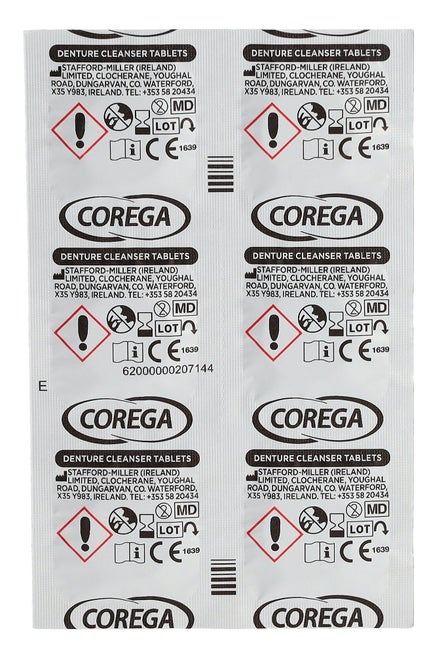 DENTURE CLEANSER TABLETS
STAFFORD-MILLER (IRELAND)
LIMITED, CLOCHERANE, YOUGHAL
ROAD, DUNGARVAN, CO. WATERFORD,
X35 Y983, IRELAND. TEL: +353 58 20434
MD
LOT
i CE 1639
DENTURE CLEANSER TABLETS
STAFFORD-MILLER (IRELAND)
LIMITED, CLOCHERANE, YOUGHAL
ROAD, DUNGARVAN, CO. WATERFORD,
X35 Y983, IRELAND. TEL: +353 58 20434
MD
LOT
i CE 1639
COREGA
DENTURE CLEANSER TABLETS
STAFFORD-MILLER (IRELAND)
LIMITED, CLOCHERANE, YOUGHAL
ROAD, DUNGARVAN, CO. WATERFORD,
X35 Y983, IRELAND. TEL: +353 58 20434
MD
LOT
i CE 1639
62000000207144
COREGA
DENTURE CLEANSER TABLETS
STAFFORD-MILLER (IRELAND)
LIMITED, CLOCHERANE, YOUGHAL
ROAD, DUNGARVAN, CO. WATERFORD,
X35 Y983, IRELAND. TEL: +353 58 20434
MD
LOT
i CE 1639
E
COREGA
DENTURE CLEANSER TABLETS
STAFFORD-MILLER (IRELAND)
LIMITED, CLOCHERANE, YOUGHAL
ROAD, DUNGARVAN, CO. WATERFORD,
X35 Y983, IRELAND. TEL: +353 58 20434
MD
LOT
i CE 1639
COREGA
DENTURE CLEANSER TABLETS
STAFFORD-MILLER (IRELAND)
LIMITED, CLOCHERANE, YOUGHAL
ROAD, DUNGARVAN, CO. WATERFORD,
X35 Y983, IRELAND. TEL: +353 58 20434
MD
LOT
i CE 1639
COREGA
COREGA